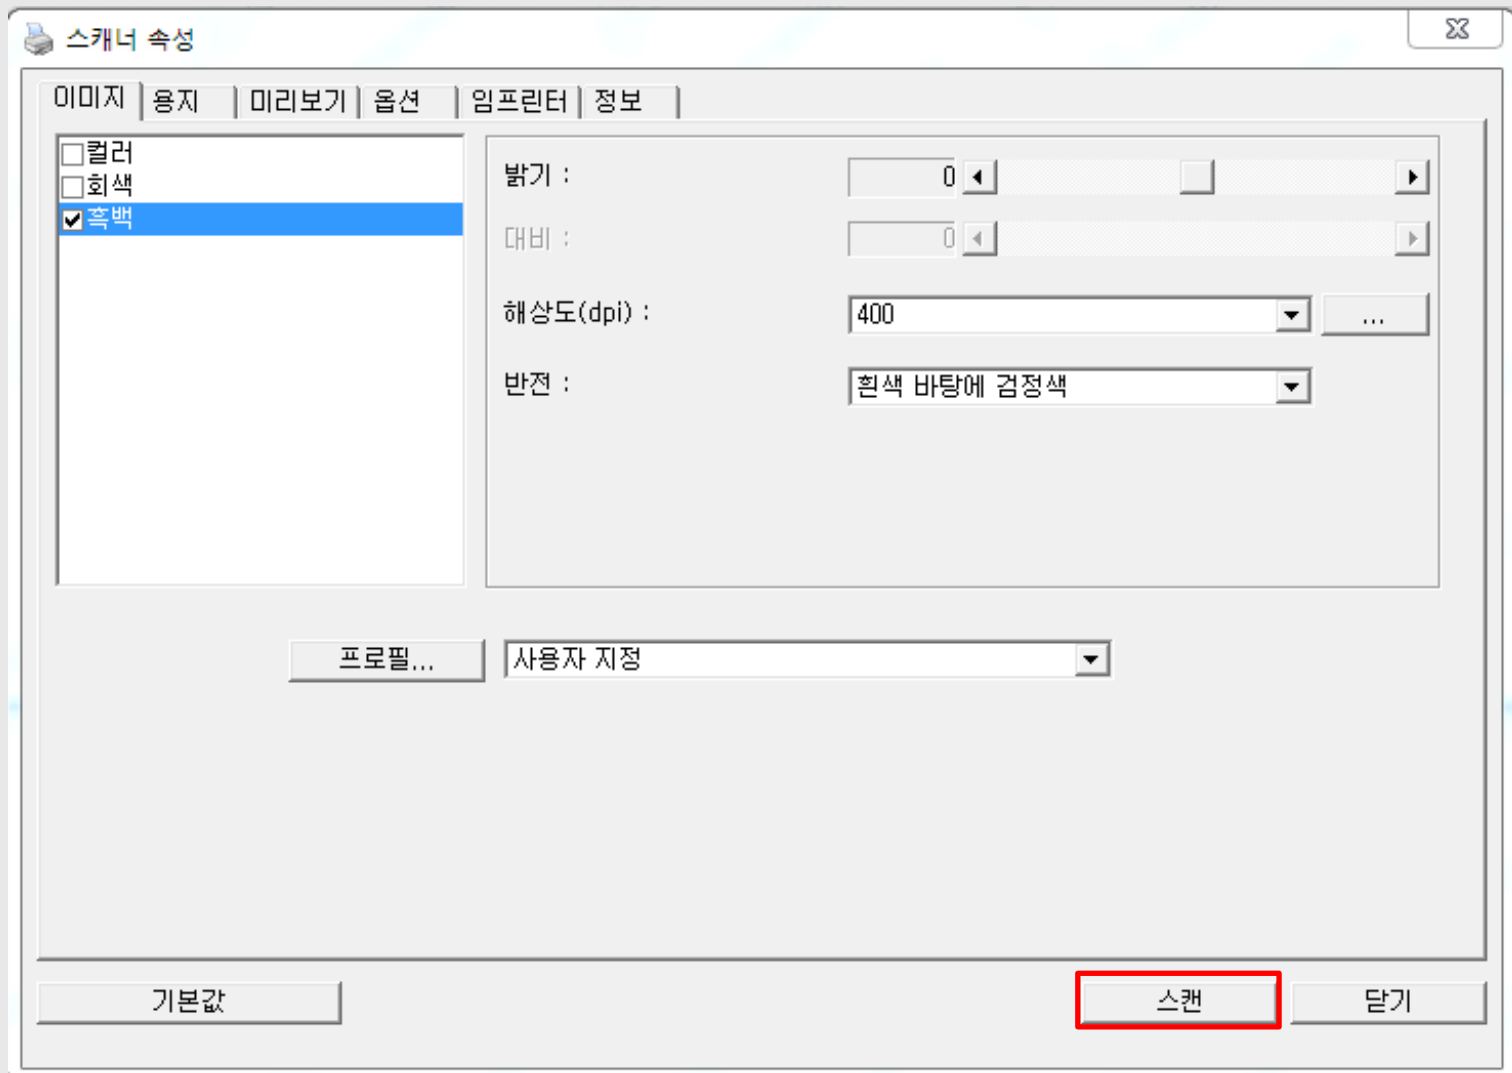 스캐너 속성
이미지 용지 미리보기 옵션 임프린터 정보
컬러
회색
흑백
밝기 : 0
대비 : 0
해상도(dpi) : 400 ...
반전 : 흰색 바탕에 검정색
프로필... 사용자 지정
기본값 스캔 닫기